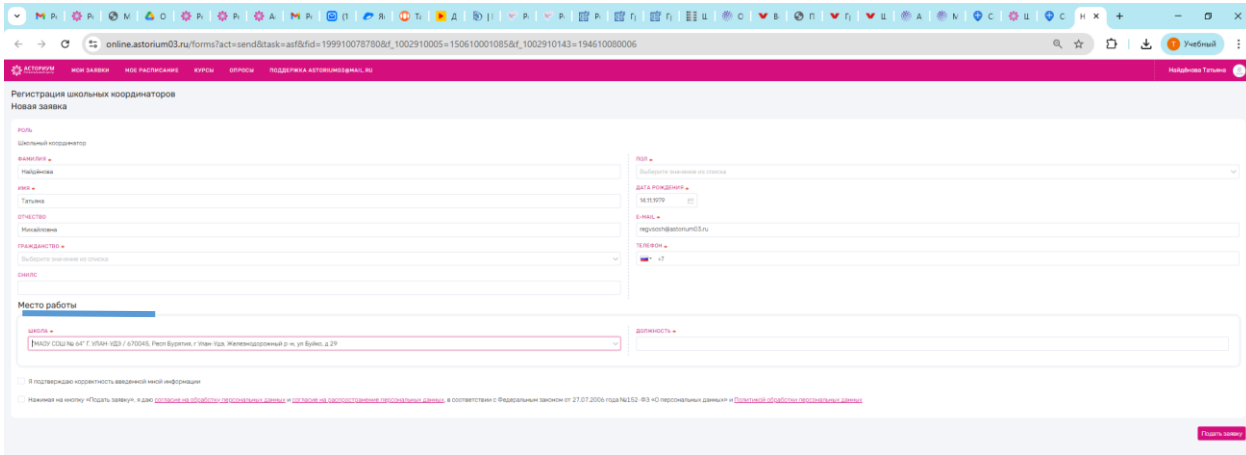 online.astorium03.ru/forms?act=send&task=asf&fid=199910078780&f_1002910005=150610001085&f_1002910143=194610080006
Учебный
АСТОРИУМ МОИ ЗАЯВКИ МОЕ РАСПИСАНИЕ КУРСЫ ОПРОСЫ ПОДДЕРЖКА ASTORIUM03@MAIL.RU Найдёнова Татьяна
Регистрация школьных координаторов
Новая заявка
РОЛЬ
Школьный координатор
ФАМИЛИЯ
Найдёнова
ПОЛ
Выберите значение из списка
ИМЯ
Татьяна
ДАТА РОЖДЕНИЯ
14.11.1979
ОТЧЕСТВО
Михайловна
E-MAIL
regvsosh@astorium03.ru
ГРАЖДАНСТВО
Выберите значение из списка
ТЕЛЕФОН
+7
СНИЛС
Место работы
ШКОЛА
"МАОУ СОШ № 64" Г. УЛАН-УДЭ / 670045, Респ Бурятия, г Улан-Удэ, Железнодорожный р-н, ул Буйко, д 29
ДОЛЖНОСТЬ
Я подтверждаю корректность введенной мной информации
Нажимая на кнопку «Подать заявку», я даю согласие на обработку персональных данных и согласие на распространение персональных данных, в соответствии с Федеральным законом от 27.07.2006 года №152-ФЗ «О персональных данных» и Политикой обработки персональных данных
Подать заявку